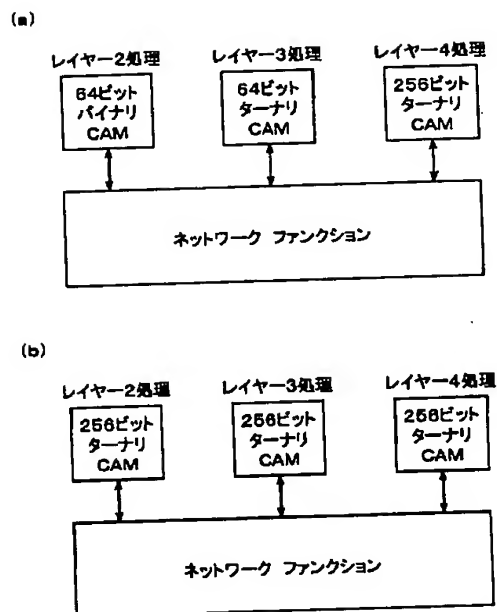 (a)
レイヤー2処理 レイヤー3処理 レイヤー4処理
64ビット
バイナリ
CAM
64ビット
ターナリ
CAM
256ビット
ターナリ
CAM
ネットワーク ファンクション
(b)
レイヤー2処理 レイヤー3処理 レイヤー4処理
256ビット
ターナリ
CAM
256ビット
ターナリ
CAM
256ビット
ターナリ
CAM
ネットワーク ファンクション